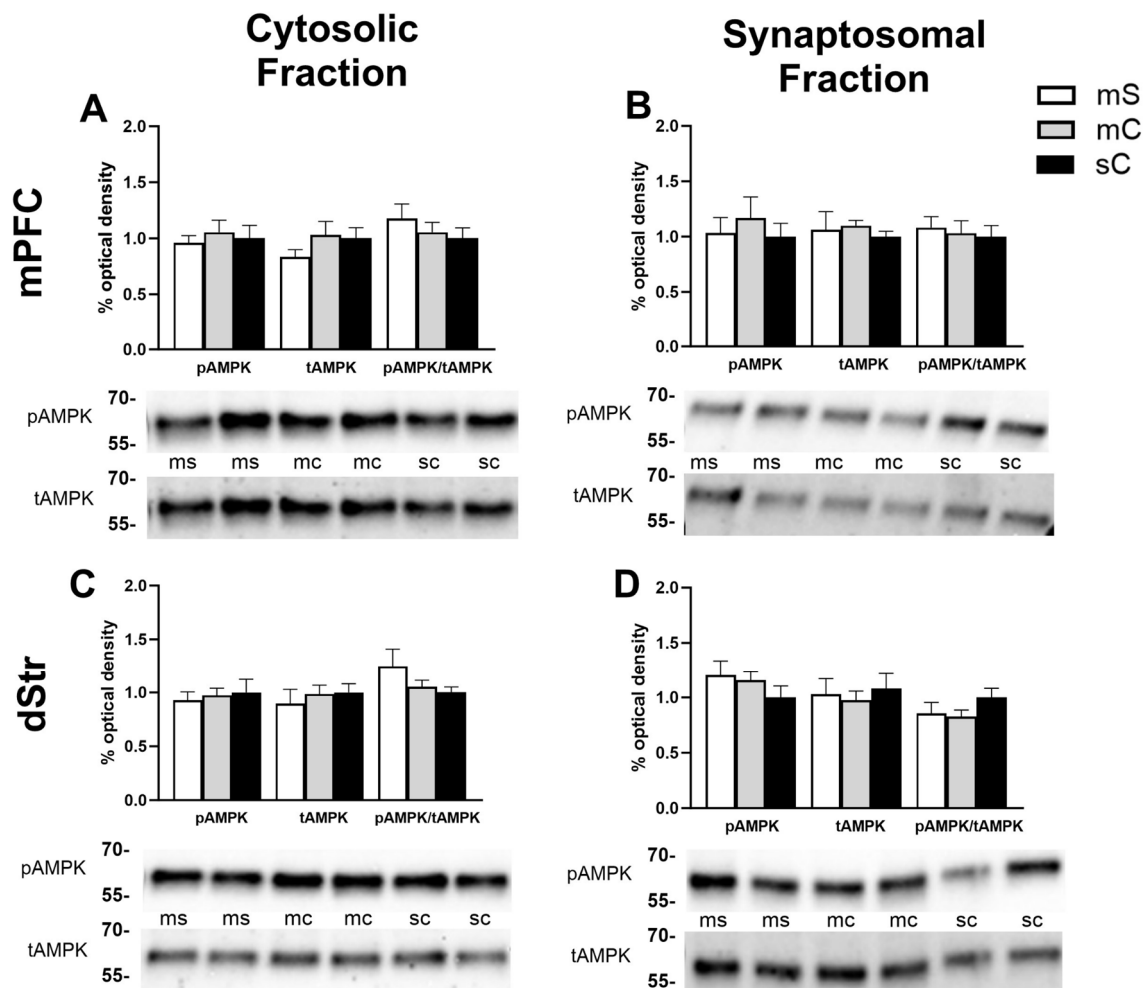 Cytosolic
Fraction
Synaptosomal
Fraction
mS
mC
sC
mPFC
A
2.0
1.5
1.0
0.5
0.0
% optical density
pAMPK tAMPK pAMPK/tAMPK
pAMPK
70-
55-
ms ms mc mc sc sc
tAMPK
70-
55-
B
2.0
1.5
1.0
0.5
0.0
% optical density
pAMPK tAMPK pAMPK/tAMPK
pAMPK
70-
55-
ms ms mc mc sc sc
tAMPK
70-
55-
dStr
C
2.0
1.5
1.0
0.5
0.0
% optical density
pAMPK tAMPK pAMPK/tAMPK
pAMPK
70-
55-
ms ms mc mc sc sc
tAMPK
70-
55-
D
2.0
1.5
1.0
0.5
0.0
% optical density
pAMPK tAMPK pAMPK/tAMPK
pAMPK
70-
55-
ms ms mc mc sc sc
tAMPK
70-
55-